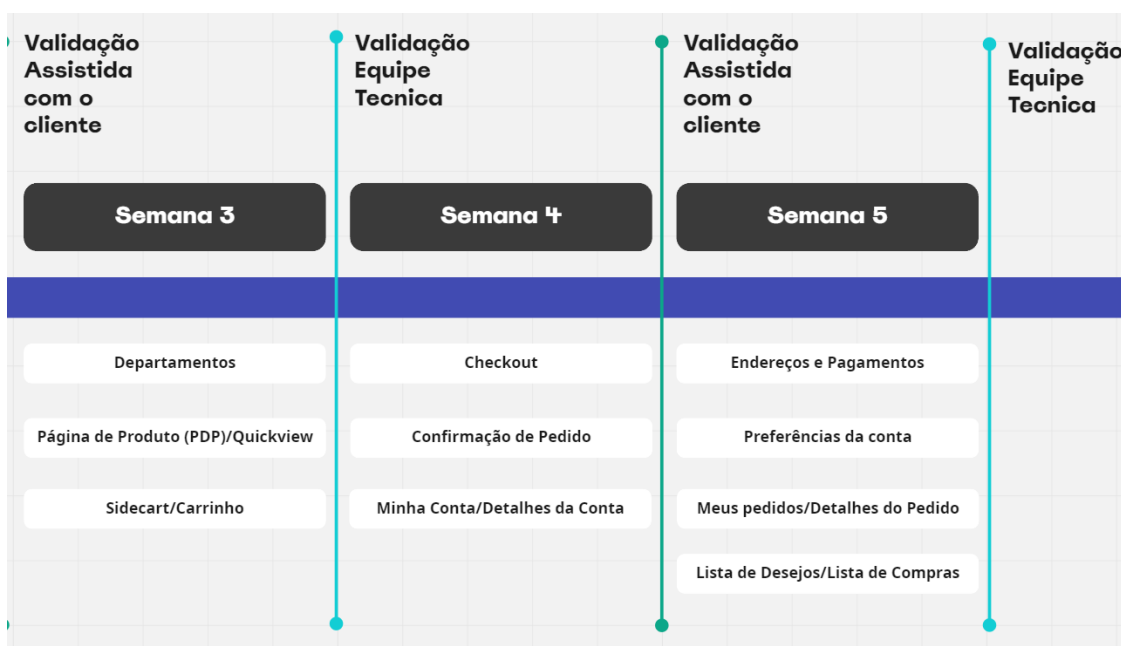 Validação
Assistida
com o
cliente
Validação
Equipe
Tecnica
Validação
Assistida
com o
cliente
Validação
Equipe
Tecnica
Semana 3
Semana 4
Semana 5
Departamentos
Checkout
Endereços e Pagamentos
Página de Produto (PDP)/Quickview
Confirmação de Pedido
Preferências da conta
Sidecart/Carrinho
Minha Conta/Detalhes da Conta
Meus pedidos/Detalhes do Pedido
Lista de Desejos/Lista de Compras